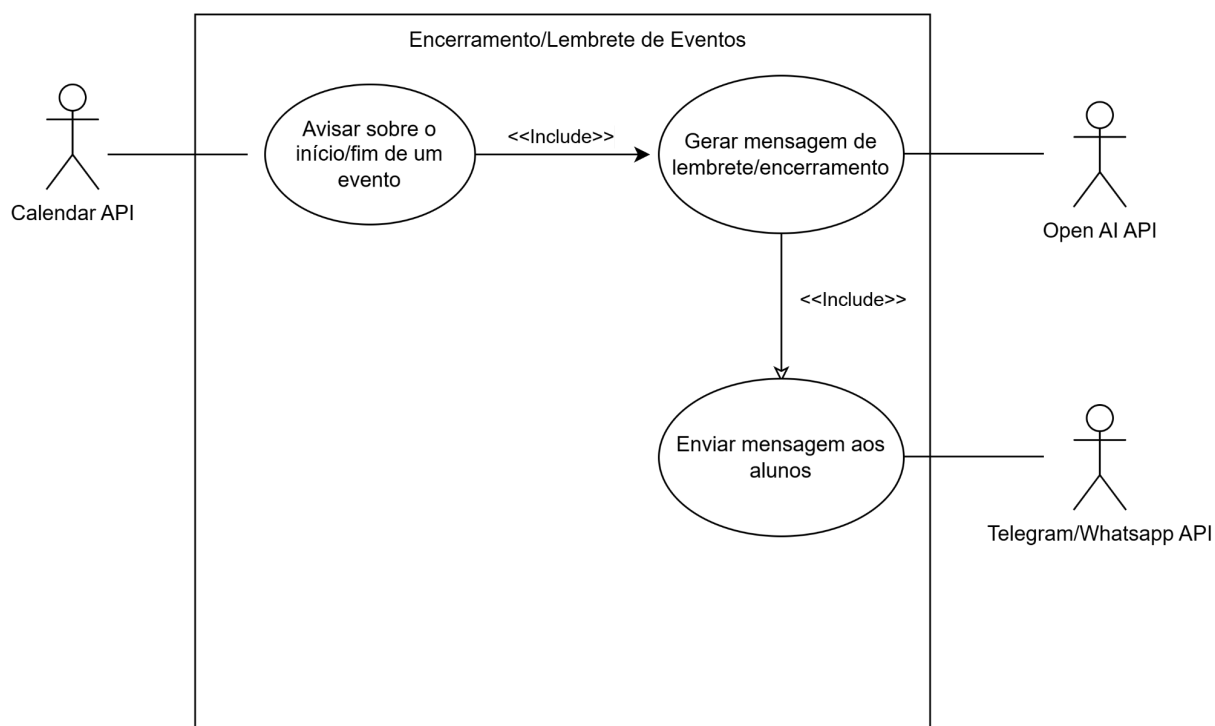 Encerramento/Lembrete de Eventos
Calendar API
Avisar sobre o
início/fim de um
evento
<<Include>>
Gerar mensagem de
lembrete/encerramento
Open AI API
<<Include>>
Enviar mensagem aos
alunos
Telegram/Whatsapp API